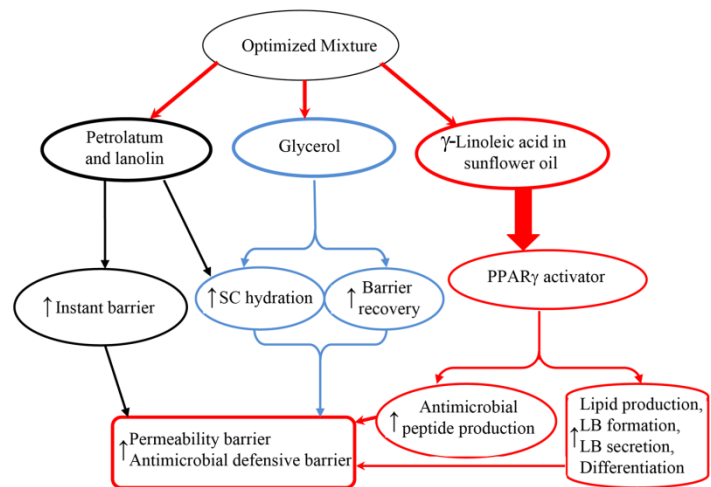 Optimized Mixture
Petrolatum
and lanolin
Glycerol
γ-Linoleic acid in
sunflower oil
PPARγ activator
↑Instant barrier
↑SC hydration
↑Barrier
recovery
↑Antimicrobial
peptide production
Lipid production,
↑LB formation,
LB secretion,
Differentiation
↑Permeability barrier
Antimicrobial defensive barrier